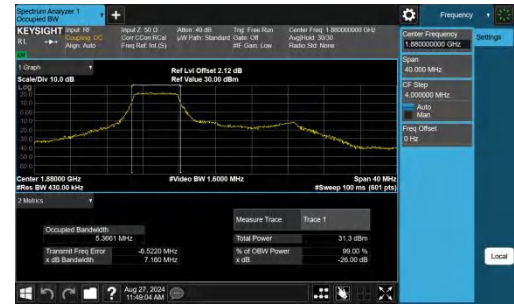 Spectrum Analyzer 1
Occupied BW
+
Frequency
KEYSIGHT
Input: RF
Coupling: DC
Align: Auto
Input Z: 50 Ω
Corr CCorr RCal
Freq Ref: Int (S)
Atten: 40 dB
µW Path: Standard
Trig: Free Run
Gate: Off
#IF Gain: Low
Center Freq: 1.880000000 GHz
Avg|Hold: 30/30
Radio Std: None
Center Frequency
1.880000000 GHz
Settings
Span
40.000 MHz
CF Step
4.000000 MHz
Auto
Man
Freq Offset
0 Hz
1 Graph
Scale/Div 10.0 dB
Ref Lvl Offset 2.12 dB
Ref Value 30.00 dBm
Log
20.0
10.0
Center 1.88000 GHz
#Res BW 430.00 kHz
#Video BW 1.6000 MHz
Span 40 MHz
#Sweep 100 ms (601 pts)
2 Metrics
Measure Trace
Trace 1
Occupied Bandwidth
5.3661 MHz
Total Power
31.3 dBm
Transmit Freq Error
-6.5220 MHz
% of OBW Power
99.00 %
x dB Bandwidth
7.160 MHz
x dB
-26.00 dB
Local
?
Aug 27, 2024
11:49:04 AM